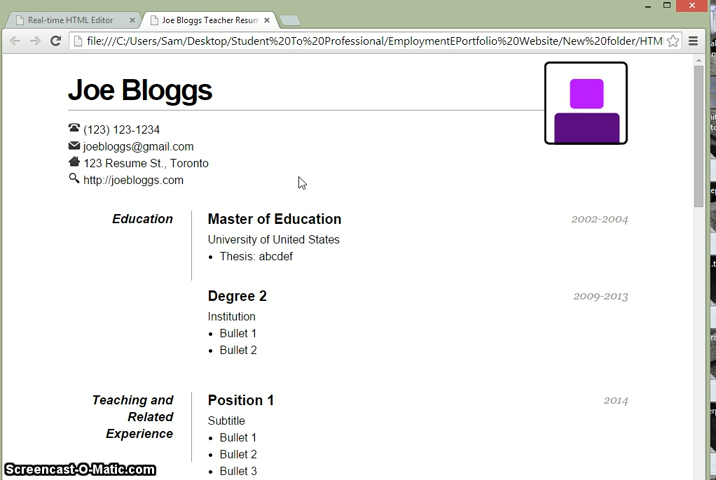 Real-time HTML Editor
Joe Bloggs Teacher Resum
file:///C:/Users/Sam/Desktop/Student%20To%20Professional/EmploymentEPortfolio%20Website/New%20folder/HTML
Joe Bloggs
(123) 123-1234
joebloggs@gmail.com
123 Resume St., Toronto
http://joebloggs.com
Education
Master of Education
2002-2004
University of United States
• Thesis: abcdef
Degree 2
2009-2013
Institution
• Bullet 1
• Bullet 2
Teaching and
Related
Experience
Position 1
2014
Subtitle
• Bullet 1
• Bullet 2
• Bullet 3
Screencast-O-Matic.com